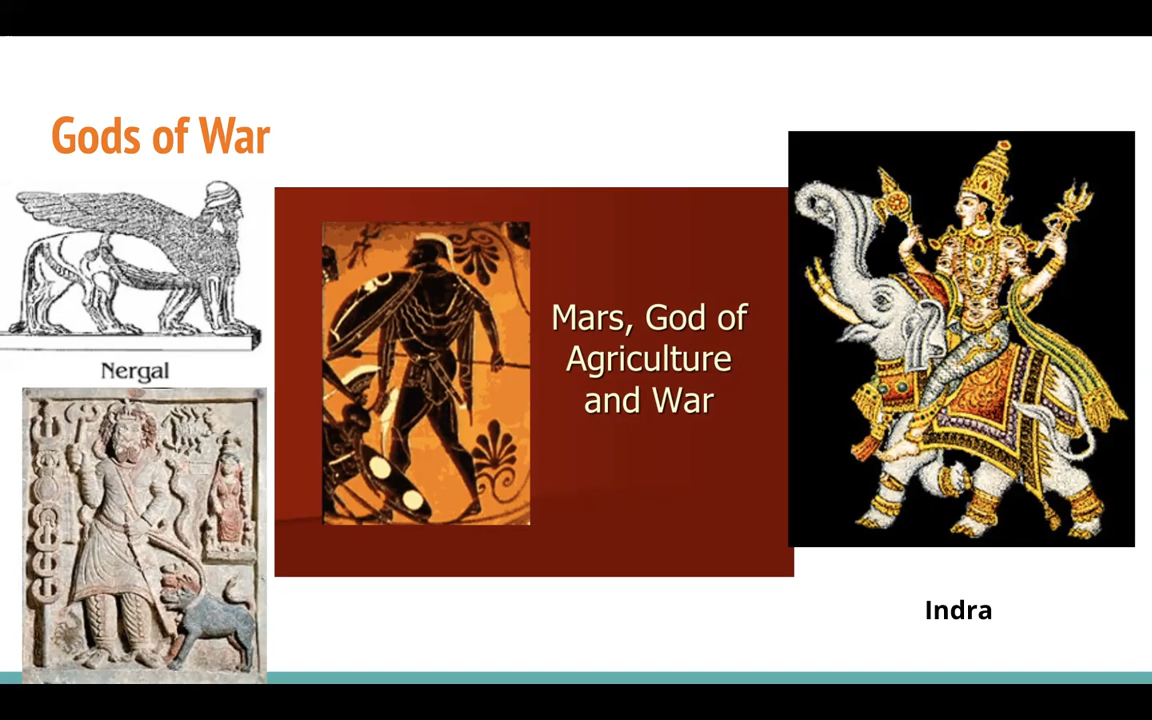 Gods of War
Nergal
Mars, God of
Agriculture
and War
Indra